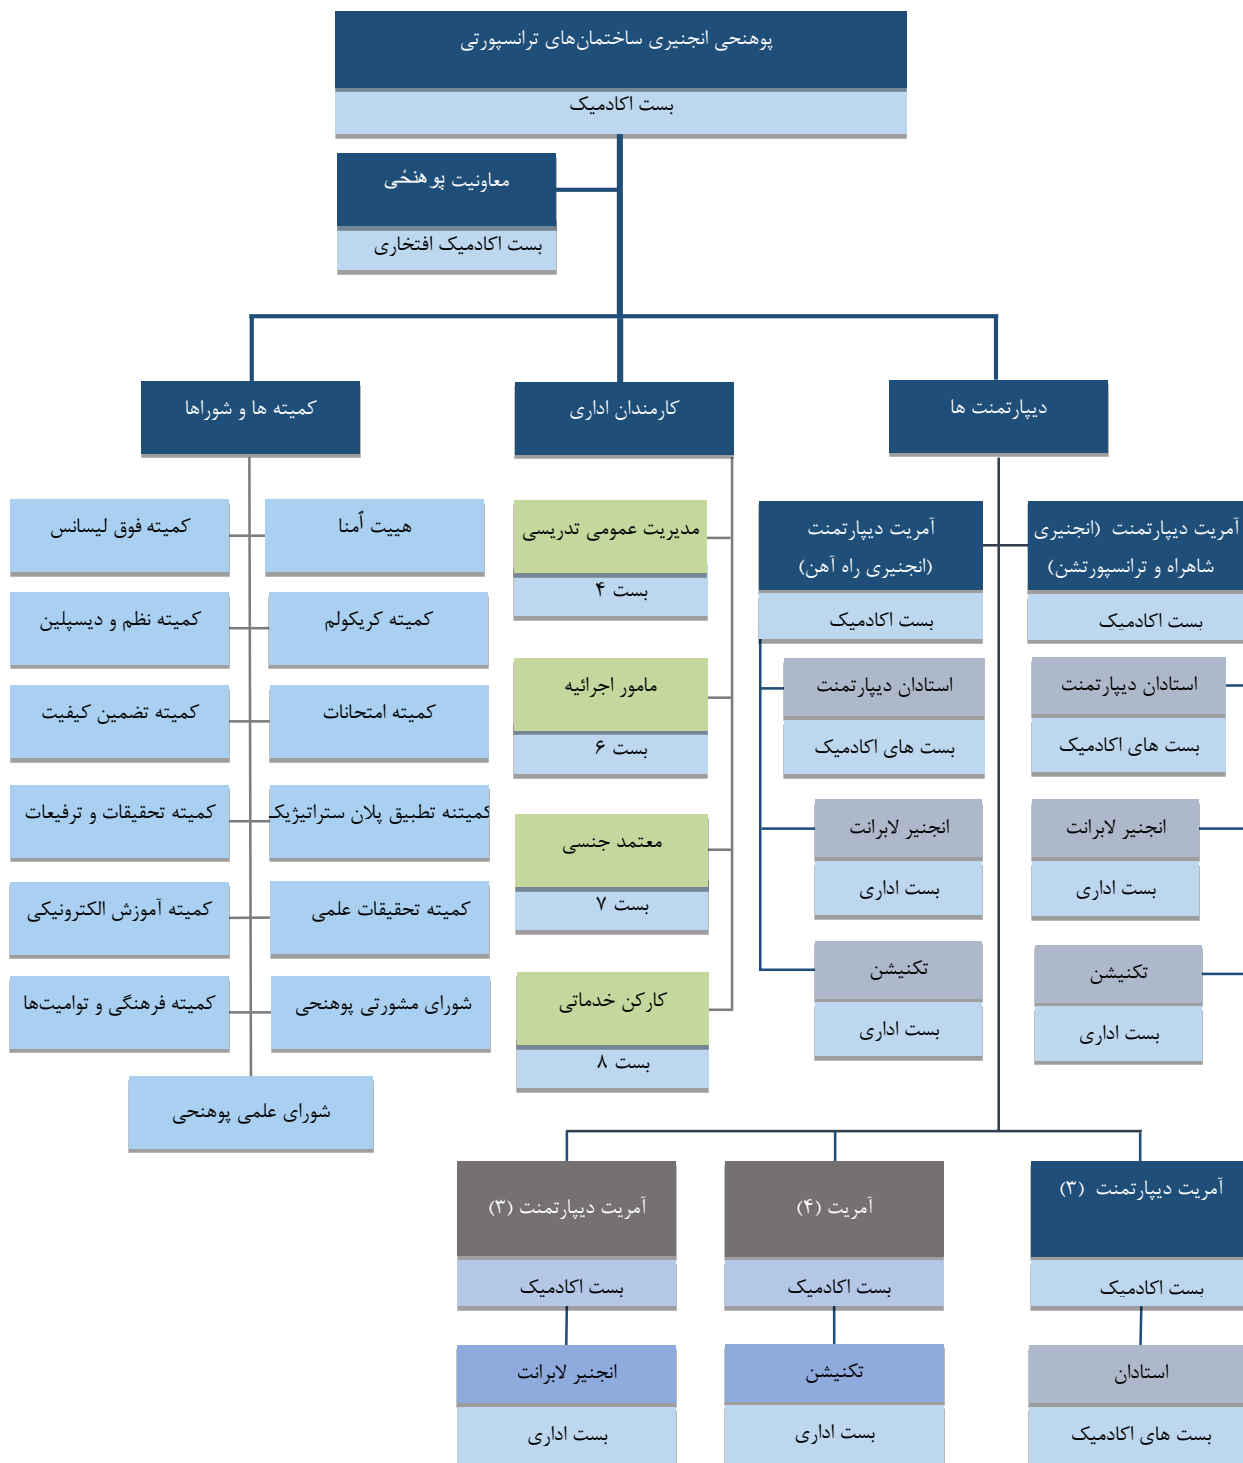 پوهنحی انجنیری ساختمان‌های ترانسپورتی
بست اکادمیک
معاونیت پوهنځی
بست اکادمیک افتخاری
دیپارتمنت ها
کارمندان اداری
کمیته ها و شوراها
آمریت دیپارتمنت (انجنیری
شاهراه و ترانسپورتشن)
بست اکادمیک
استادان دیپارتمنت
بست های اکادمیک
انجنیر لابرانت
بست اداری
تکنیشن
بست اداری
آمریت دیپارتمنت
(انجنیری راه آهن)
بست اکادمیک
استادان دیپارتمنت
بست های اکادمیک
انجنیر لابرانت
بست اداری
تکنیشن
بست اداری
مدیریت عمومی تدریسی
بست ۴
مامور اجرائیه
بست ۶
معتمد جنسی
بست ۷
کارکن خدماتی
بست ۸
هییت اُمنا
کمیته فوق لیسانس
کمیته کریکولم
کمیته نظم و دیسپلین
کمیته امتحانات
کمیته تضمین کیفیت
کمیتنه تطبیق پلان ستراتیژیک
کمیته تحقیقات و ترفیعات
کمیته تحقیقات علمی
کمیته آموزش الکترونیکی
شورای مشورتی پوهنحی
کمیته فرهنگی و توامیت‌ها
شورای علمی پوهنحی
آمریت دیپارتمنت (۳)
بست اکادمیک
استادان
بست های اکادمیک
آمریت (۴)
بست اکادمیک
تکنیشن
بست اداری
آمریت دیپارتمنت (۳)
بست اکادمیک
انجنیر لابرانت
بست اداری